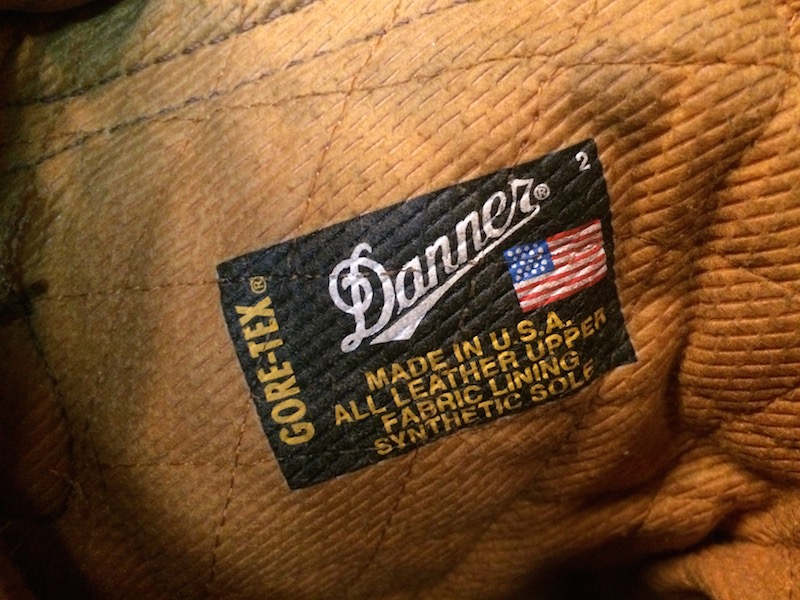 2
Danner®
GORE-TEX®
MADE IN U.S.A.
ALL LEATHER UPPER
FABRIC LINING
SYNTHETIC SOLE